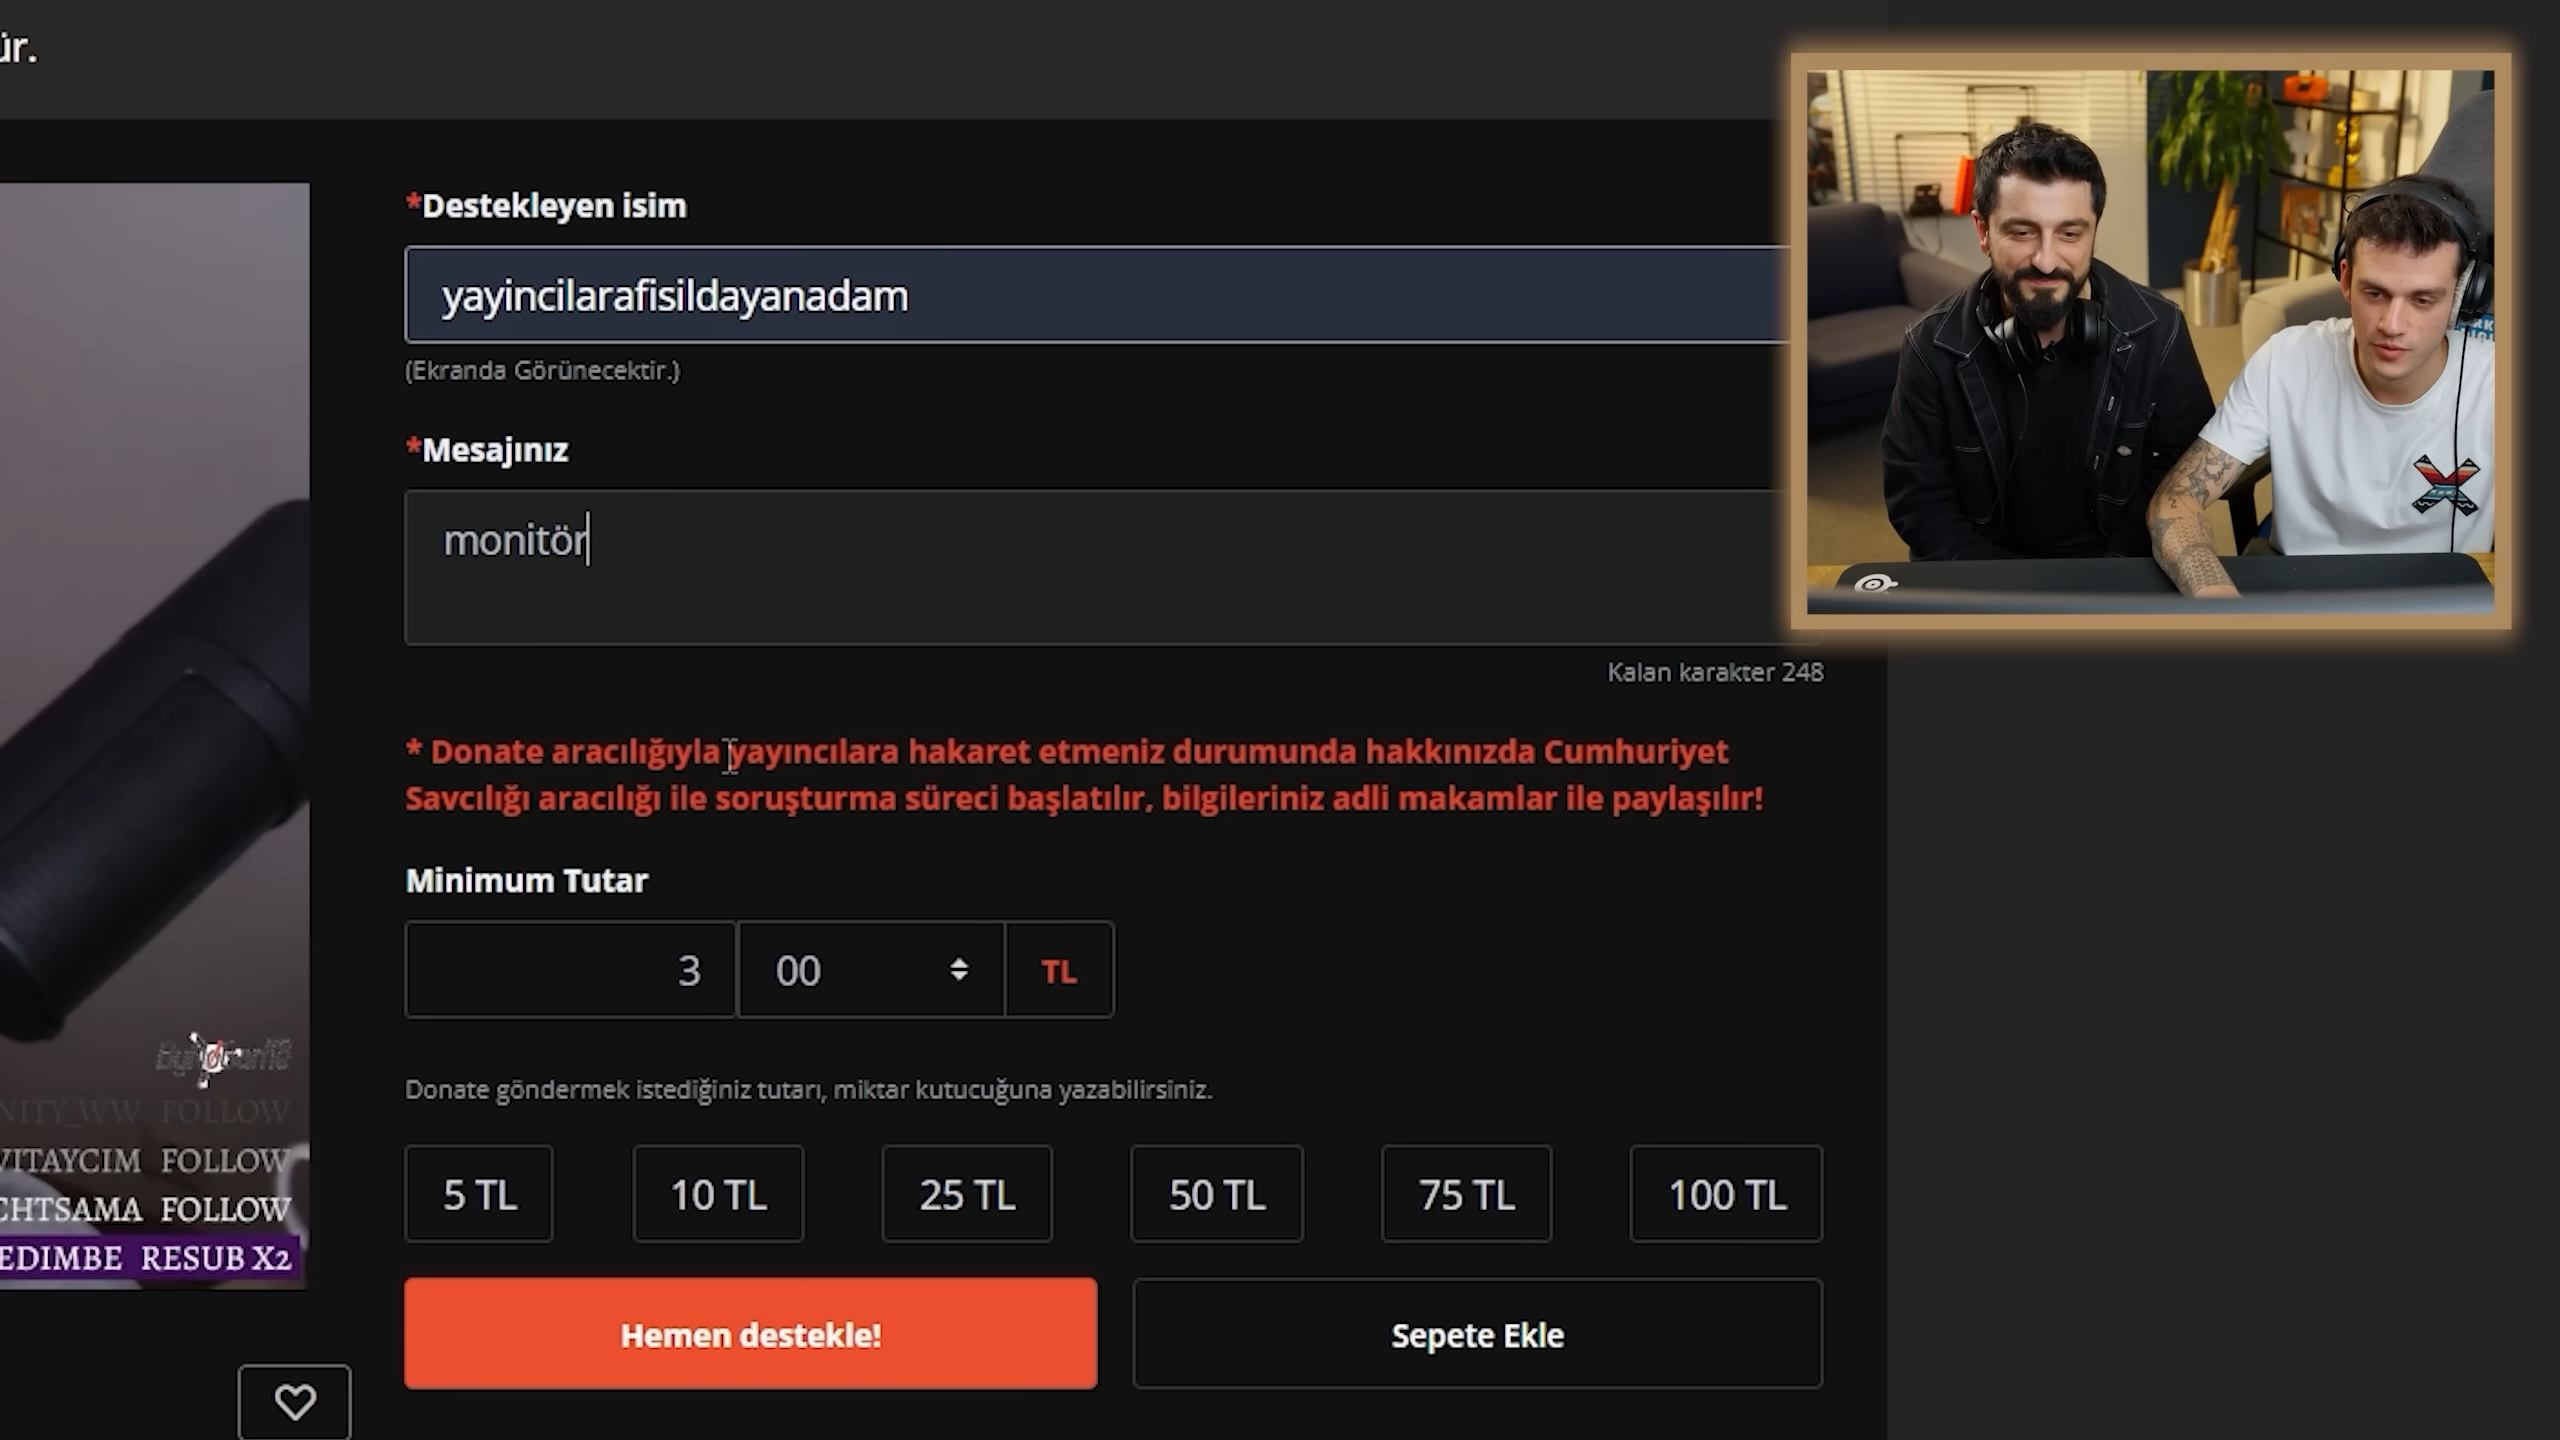 ür.
*Destekleyen isim
yayincilarafisildayanadam
(Ekranda Görünecektir.)
*Mesajınız
monitör
Kalan karakter 248
* Donate aracılığıyla yayıncılara hakaret etmeniz durumunda hakkınızda Cumhuriyet
Savcılığı aracılığı ile soruşturma süreci başlatılır, bilgileriniz adli makamlar ile paylaşılır!
Minimum Tutar
3 00 TL
Donate göndermek istediğiniz tutarı, miktar kutucuğuna yazabilirsiniz.
NITY_WW FOLLOW
VITAYCIM FOLLOW
CHTSAMA FOLLOW
EDIMBE RESUB X2
5 TL 10 TL 25 TL 50 TL 75 TL 100 TL
Hemen destekle! Sepete Ekle